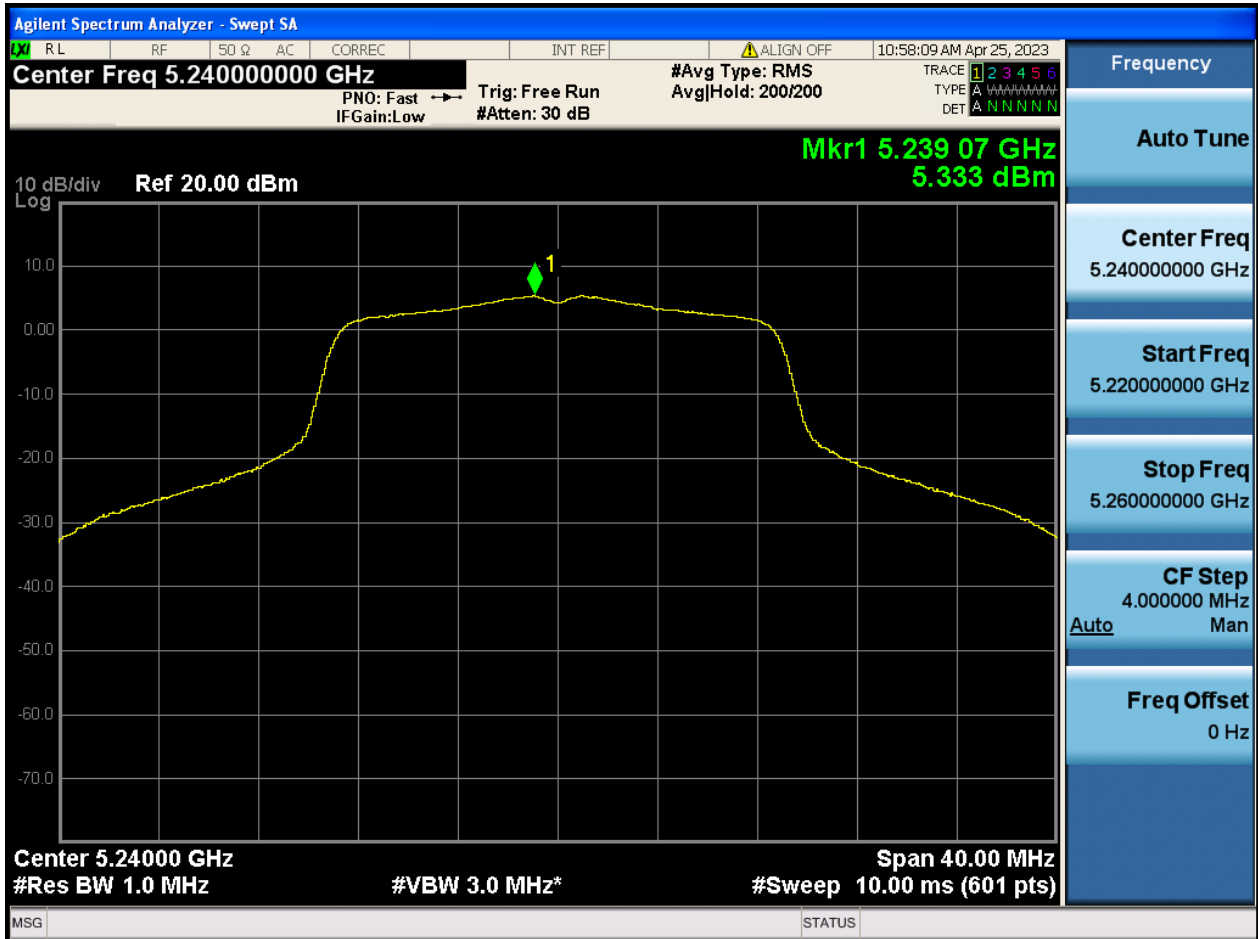 Agilent Spectrum Analyzer - Swept SA
LXI RL RF 50 Ω AC CORREC INT REF ALIGN OFF 10:58:09 AM Apr 25, 2023
Center Freq 5.240000000 GHz
PNO: Fast
IFGain:Low
Trig: Free Run
#Atten: 30 dB
#Avg Type: RMS
Avg|Hold: 200/200
TRACE 1 2 3 4 5 6
TYPE A WWWWWW
DET A N N N N N
Mkr1 5.239 07 GHz
5.333 dBm
10 dB/div Ref 20.00 dBm
Log
1
10.0
0.00
-10.0
-20.0
-30.0
-40.0
-50.0
-60.0
-70.0
Center 5.24000 GHz Span 40.00 MHz
#Res BW 1.0 MHz #VBW 3.0 MHz* #Sweep 10.00 ms (601 pts)
MSG STATUS
Frequency
Auto Tune
Center Freq
5.240000000 GHz
Start Freq
5.220000000 GHz
Stop Freq
5.260000000 GHz
CF Step
4.000000 MHz
Auto Man
Freq Offset
0 Hz